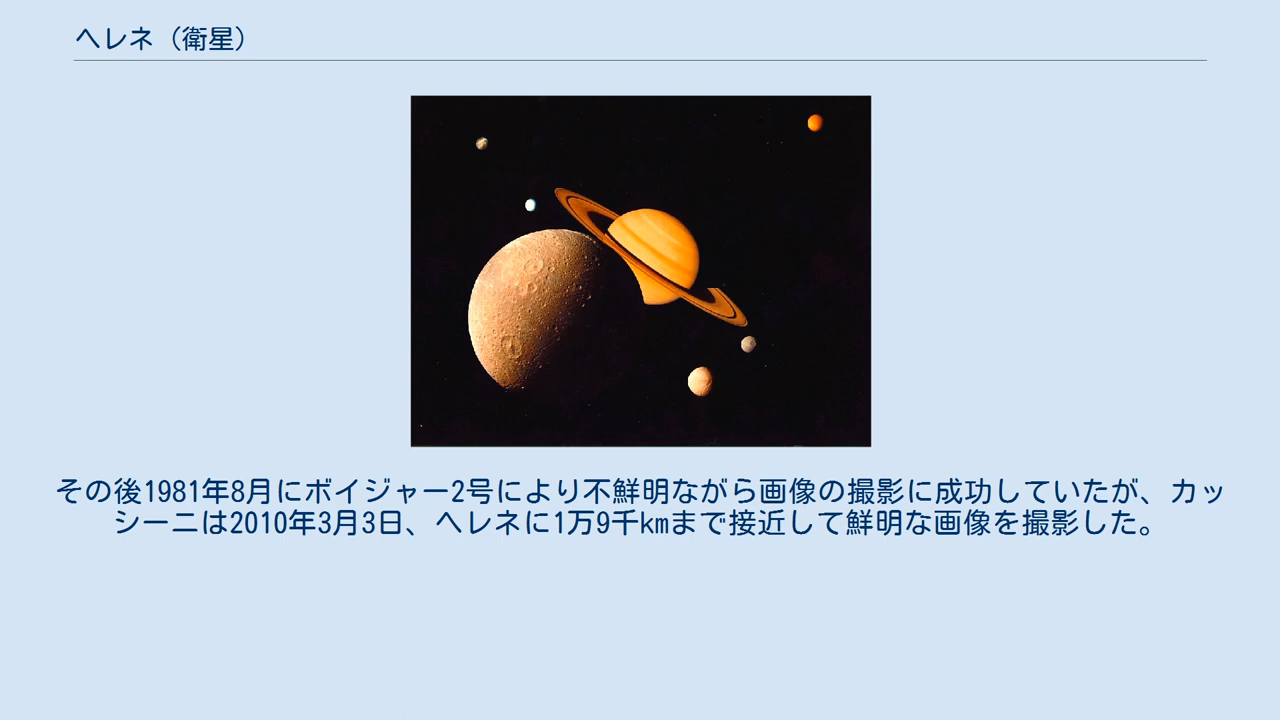 ヘレネ（衛星）
その後1981年8月にボイジャー2号により不鮮明ながら画像の撮影に成功していたが、カッ
シーニは2010年3月3日、ヘレネに1万9千kmまで接近して鮮明な画像を撮影した。